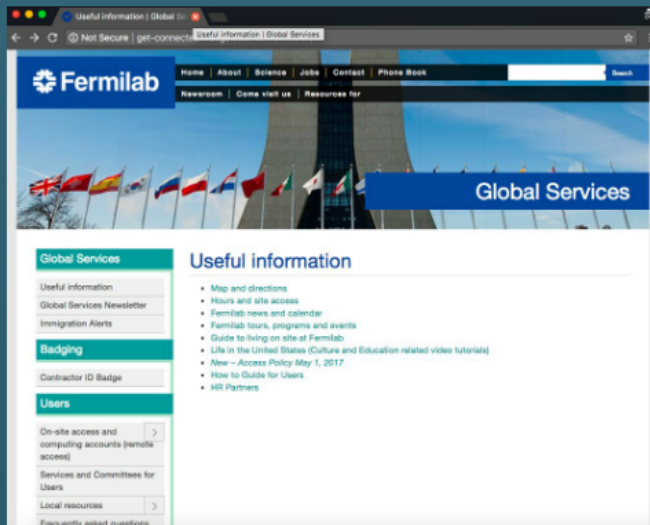 Useful information | Global Se
Not Secure | get-connecte
Useful information | Global Services
Fermilab
Home | About | Science | Jobs | Contact | Phone Book
Search
Newsroom | Come visit us | Resources for
Global Services
Global Services
Useful information
Global Services Newsletter
Immigration Alerts
Badging
Contractor ID Badge
Users
On-site access and
computing accounts (remote
access)
Services and Committees for
Users
Local resources
Frequently asked questions
Useful information
Map and directions
Hours and site access
Fermilab news and calendar
Fermilab tours, programs and events
Guide to living on site at Fermilab
Life in the United States (Culture and Education related video tutorials)
New – Access Policy May 1, 2017
How to Guide for Users
HR Partners